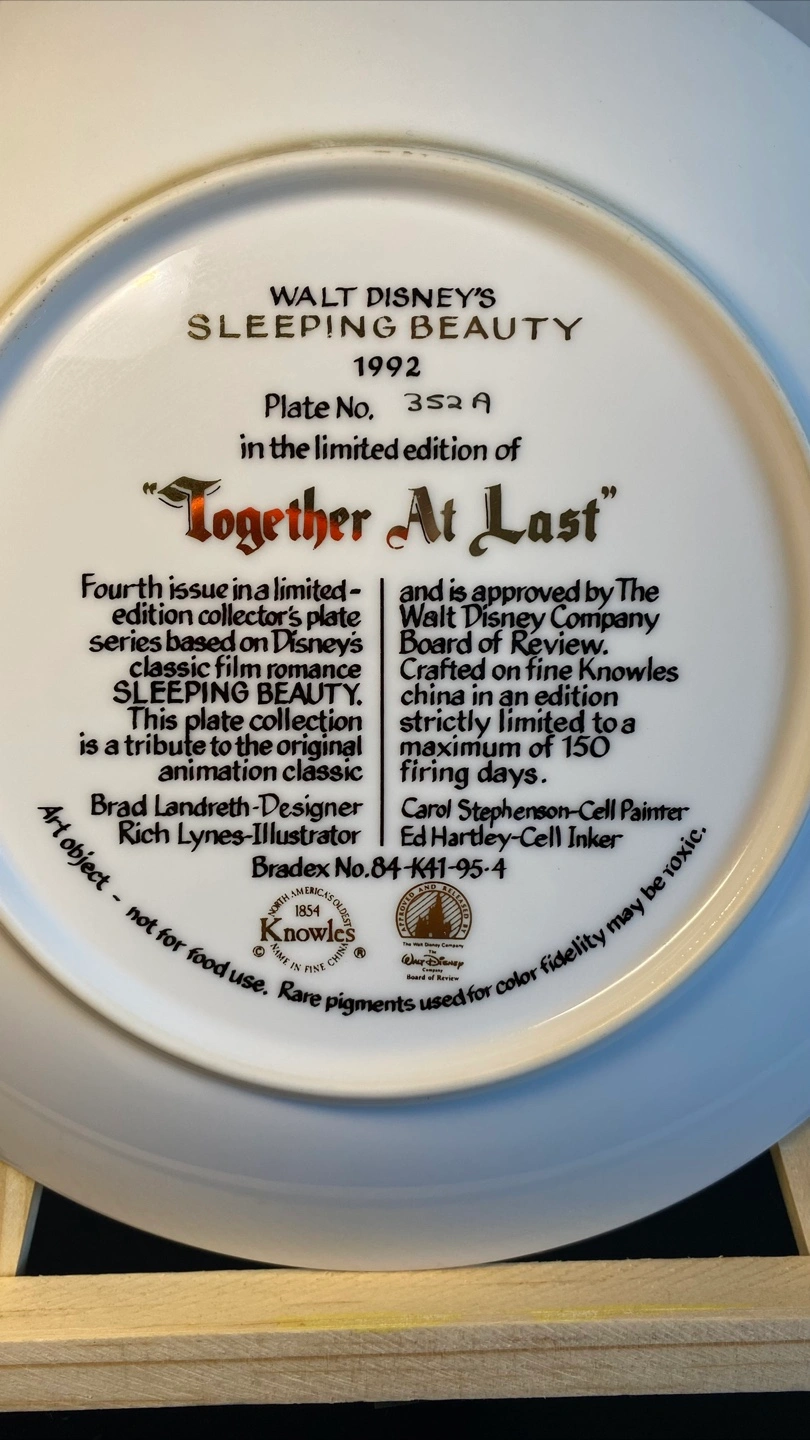 WALT DISNEY'S
SLEEPING BEAUTY
1992
Plate No. 352 A
in the limited edition of
"Together At Last"
Fourth issue in a limited-
edition collector's plate
series based on Disney's
classic film romance
SLEEPING BEAUTY.
This plate collection
is a tribute to the original
animation classic
and is approved by The
Walt Disney Company
Board of Review.
Crafted on fine Knowles
china in an edition
strictly limited to a
maximum of 150
firing days.
Brad Landreth-Designer
Rich Lynes-Illustrator
Carol Stephenson-Cell Painter
Ed Hartley-Cell Inker
Bradex No. 84-K41-95-4
NORTH AMERICA'S OLDEST
1854
Knowles
© NAME IN FINE CHINA ®
APPROVED AND RELEASED BY
The Walt Disney Company
The
WALT DISNEY
Company
Board of Review
Art object - not for food use. Rare pigments used for color fidelity may be toxic.